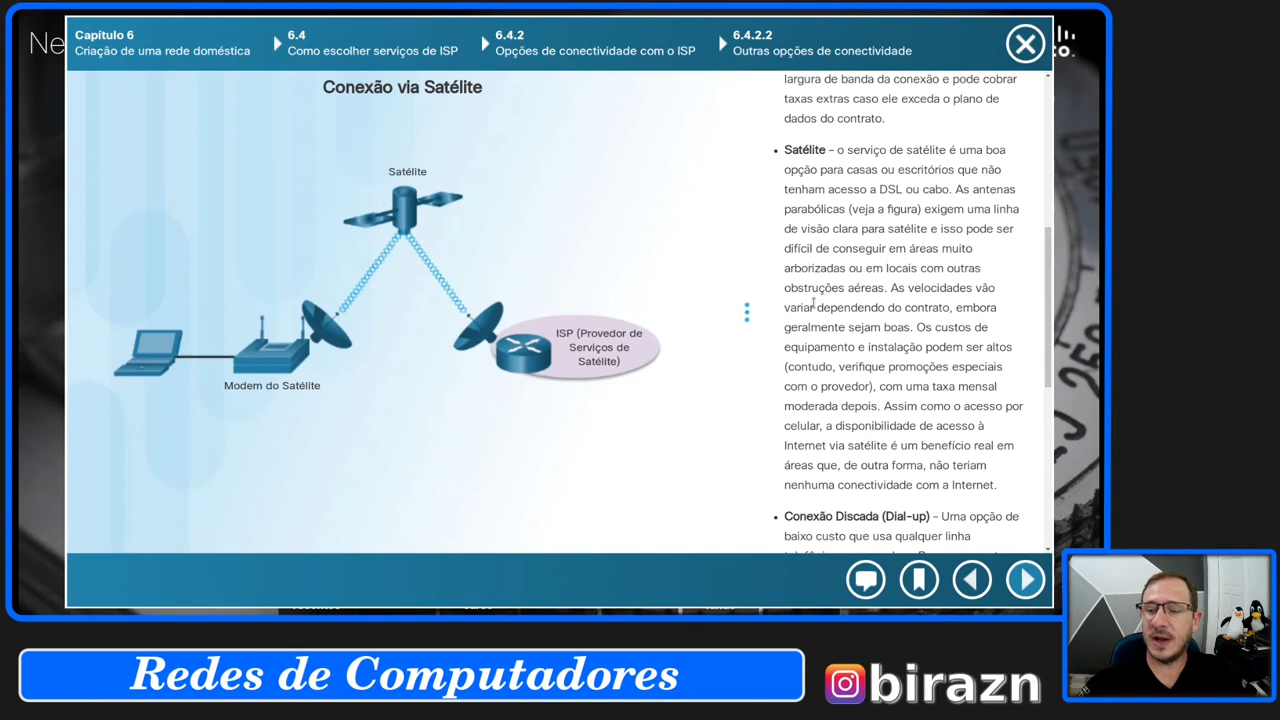 Ne
Capítulo 6
Criação de uma rede doméstica
6.4
Como escolher serviços de ISP
6.4.2
Opções de conectividade com o ISP
6.4.2.2
Outras opções de conectividade
Conexão via Satélite
Satélite
ISP (Provedor de
Serviços de
Satélite)
Modem do Satélite
largura de banda da conexão e pode cobrar
taxas extras caso ele exceda o plano de
dados do contrato.
• Satélite – o serviço de satélite é uma boa
opção para casas ou escritórios que não
tenham acesso a DSL ou cabo. As antenas
parabólicas (veja a figura) exigem uma linha
de visão clara para satélite e isso pode ser
difícil de conseguir em áreas muito
arborizadas ou em locais com outras
obstruções aéreas. As velocidades vão
variar dependendo do contrato, embora
geralmente sejam boas. Os custos de
equipamento e instalação podem ser altos
(contudo, verifique promoções especiais
com o provedor), com uma taxa mensal
moderada depois. Assim como o acesso por
celular, a disponibilidade de acesso à
Internet via satélite é um benefício real em
áreas que, de outra forma, não teriam
nenhuma conectividade com a Internet.
• Conexão Discada (Dial-up) – Uma opção de
baixo custo que usa qualquer linha
Redes de Computadores
birazn